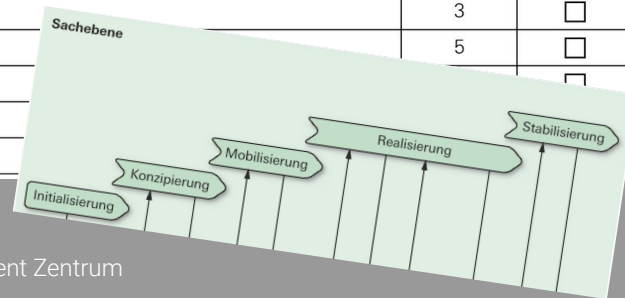 3
5
Sachebene
Initialisierung
Konzipierung
Mobilisierung
Realisierung
Stabilisierung
ent Zentrum